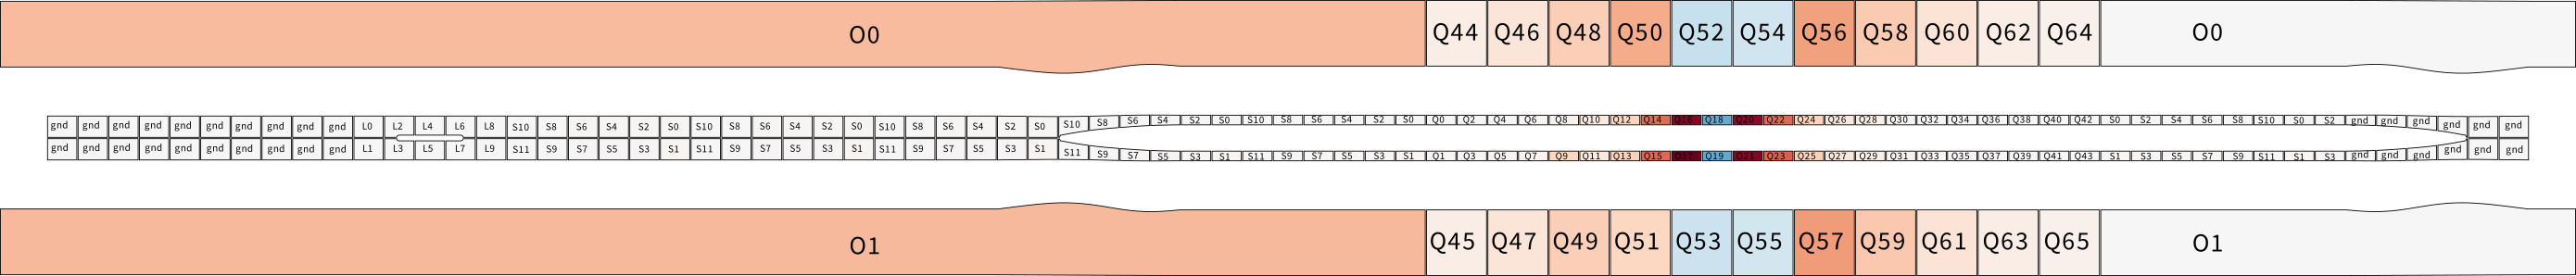 O0 Q44 Q46 Q48 Q50 Q52 Q54 Q56 Q58 Q60 Q62 Q64 O0
gnd gnd gnd gnd gnd gnd gnd gnd gnd gnd L0 L2 L4 L6 L8 S10 S8 S6 S4 S2 S0 S10 S8 S6 S4 S2 S0 S10 S8 S6 S4 S2 S0 S10 S8 S6 S4 S2 S0 S10 S8 S6 S4 S2 S0 Q0 Q2 Q4 Q6 Q8 Q10 Q12 Q14 Q16 Q18 Q20 Q22 Q24 Q26 Q28 Q30 Q32 Q34 Q36 Q38 Q40 Q42 S0 S2 S4 S6 S8 S10 S0 S2 gnd gnd gnd gnd gnd gnd
gnd gnd gnd gnd gnd gnd gnd gnd gnd gnd L1 L3 L5 L7 L9 S11 S9 S7 S5 S3 S1 S11 S9 S7 S5 S3 S1 S11 S9 S7 S5 S3 S1 S11 S9 S7 S5 S3 S1 S11 S9 S7 S5 S3 S1 Q1 Q3 Q5 Q7 Q9 Q11 Q13 Q15 Q17 Q19 Q21 Q23 Q25 Q27 Q29 Q31 Q33 Q35 Q37 Q39 Q41 Q43 S1 S3 S5 S7 S9 S11 S1 S3 gnd gnd gnd gnd gnd gnd
O1 Q45 Q47 Q49 Q51 Q53 Q55 Q57 Q59 Q61 Q63 Q65 O1